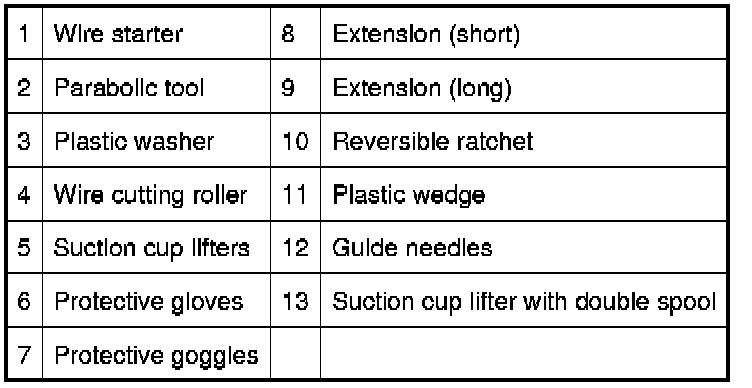 1 Wire starter 8 Extension (short)
2 Parabolic tool 9 Extension (long)
3 Plastic washer 10 Reversible ratchet
4 Wire cutting roller 11 Plastic wedge
5 Suction cup lifters 12 Guide needles
6 Protective gloves 13 Suction cup lifter with double spool
7 Protective goggles